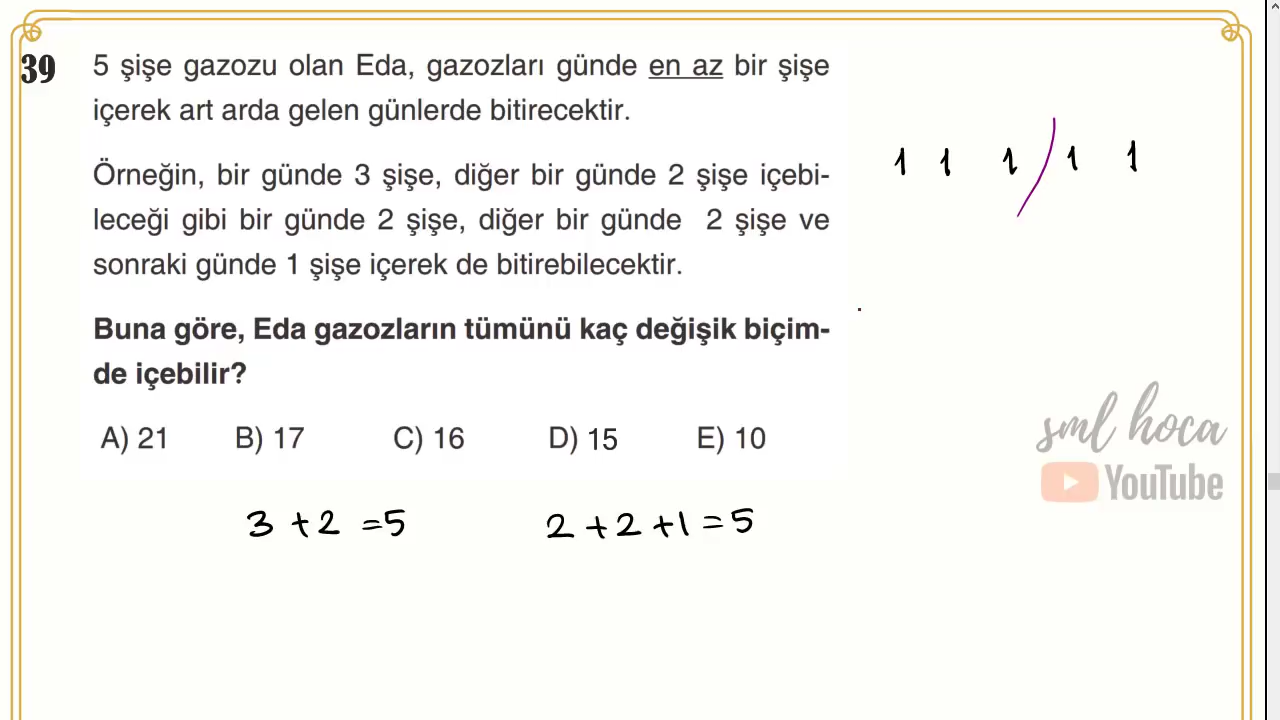 39
5 şişe gazozu olan Eda, gazozları günde en az bir şişe
içerek art arda gelen günlerde bitirecektir.
1 1 1 1 1
Örneğin, bir günde 3 şişe, diğer bir günde 2 şişe içebi-
leceği gibi bir günde 2 şişe, diğer bir günde 2 şişe ve
sonraki günde 1 şişe içerek de bitirebilecektir.
Buna göre, Eda gazozların tümünü kaç değişik biçim-
de içebilir?
A) 21 B) 17 C) 16 D) 15 E) 10
sml hoca
YouTube
3 + 2 = 5 2 + 2 + 1 = 5